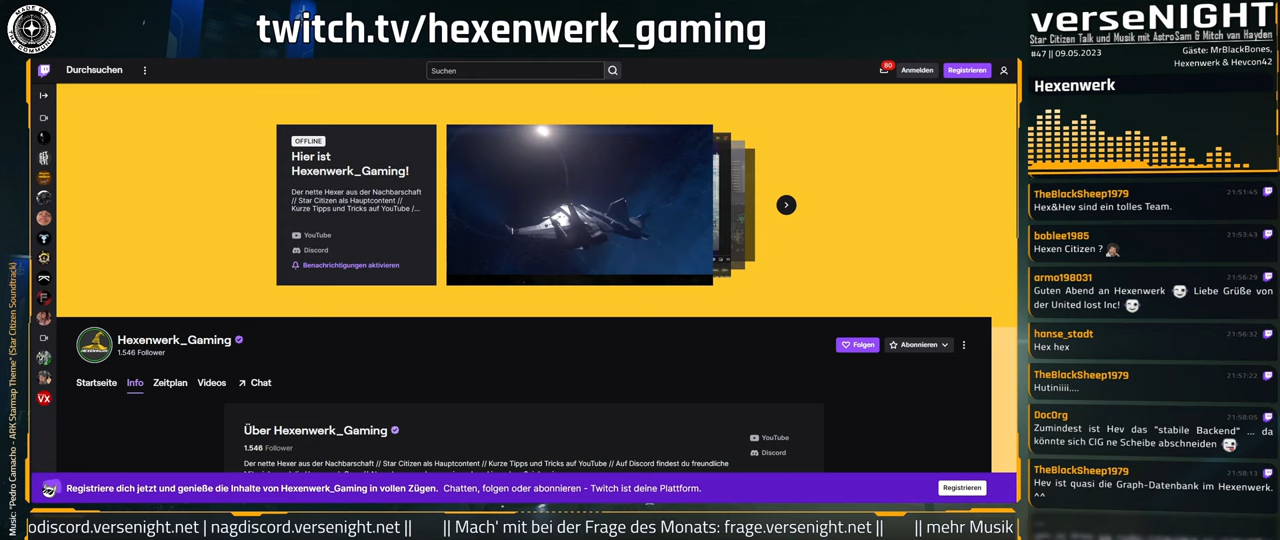 MADE BY
THE COMMUNITY
twitch.tv/hexenwerk_gaming
verseNIGHT
Star Citizen Talk und Musik mit AstroSam & Mitch van Hayden
#47 || 09.05.2023
Gäste: MrBlackBones,
Hexenwerk & Hevcon42
Durchsuchen
Suchen
80
Anmelden
Registrieren
Hexenwerk
OFFLINE
Hier ist
Hexenwerk_Gaming!
Der nette Hexer aus der Nachbarschaft
// Star Citizen als Hauptcontent //
Kurze Tipps und Tricks auf YouTube /...
YouTube
Discord
Benachrichtigungen aktivieren
Hexenwerk_Gaming
1.546 Follower
Folgen
Abonnieren
Startseite
Info
Zeitplan
Videos
Chat
VX
Über Hexenwerk_Gaming
1.546 Follower
Der nette Hexer aus der Nachbarschaft // Star Citizen als Hauptcontent // Kurze Tipps und Tricks auf YouTube // Auf Discord findest du freundliche
YouTube
Discord
Registriere dich jetzt und genieße die Inhalte von Hexenwerk_Gaming in vollen Zügen. Chatten, folgen oder abonnieren - Twitch ist deine Plattform.
Registrieren
TheBlackSheep1979 21:51:45
Hex&Hev sind ein tolles Team.
boblee1985 21:53:43
Hexen Citizen ?
armo198031 21:56:29
Guten Abend an Hexenwerk Liebe Grüße von
der United lost Inc!
hanse_stadt 21:56:32
Hex hex
TheBlackSheep1979 21:57:22
Hutiniiii....
DocOrg 21:58:05
Zumindest ist Hev das "stabile Backend" ... da
könnte sich CIG ne Scheibe abschneiden
TheBlackSheep1979 21:58:13
Hev ist quasi die Graph-Datenbank im Hexenwerk.
^^
Music: "Pedro Camacho - ARK Starmap Theme" (Star Citizen Soundtrack)
odiscord.versenight.net | nagdiscord.versenight.net || || Mach' mit bei der Frage des Monats: frage.versenight.net || || mehr Musik